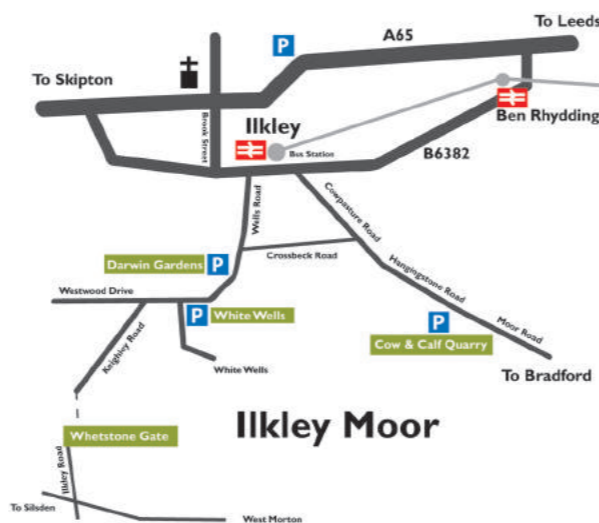 To Leeds
A65
P
To Skipton
Brook Street
Ilkley
Bus Station
Ben Rhydding
B6382
Wells Road
Cowpasture Road
Crossbeck Road
Darwin Gardens
P
Hangingstone Road
Westwood Drive
P
White Wells
P
Moor Road
Keighley Road
Cow & Calf Quarry
White Wells
To Bradford
Ilkley Moor
Whetstone Gate
Ilkley Road
To Silsden
West Morton